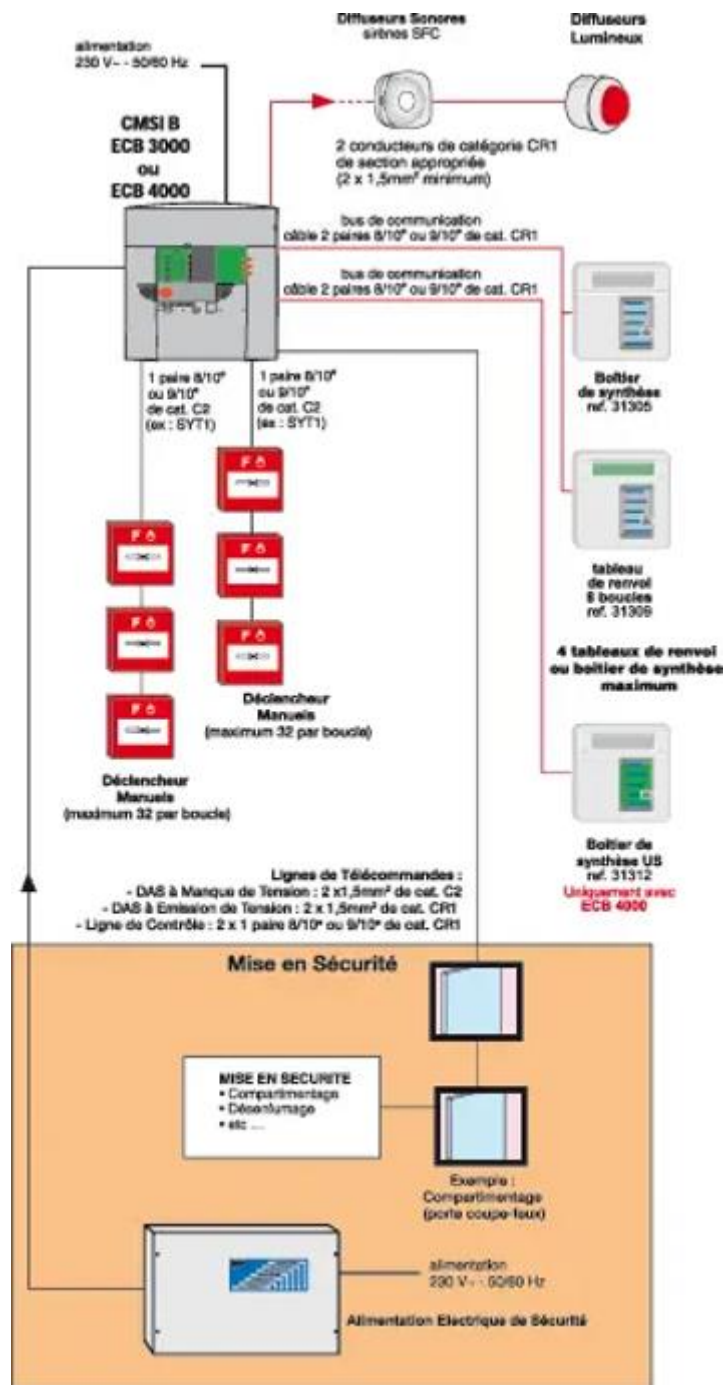 Diffuseurs Sonores
sirènes SFC
Diffuseurs
Lumineux
alimentation
230 V~ - 50/60 Hz
CMSI B
ECB 3000
ou
ECB 4000
2 conducteurs de catégorie CR1
de section appropriée
(2 x 1,5mm² minimum)
bus de communication
câble 2 paires 8/10° ou 9/10° de cat. CR1
bus de communication
câble 2 paires 8/10° ou 9/10° de cat. CR1
1 paire 8/10°
ou 9/10°
de cat. C2
(ex : SYT1)
1 paire 8/10°
ou 9/10°
de cat. C2
(ex : SYT1)
Boîtier
de synthèse
ref. 31305
F
F
F
F
F
F
tableau
de renvoi
8 boucles
ref. 31309
4 tableaux de renvoi
ou boitier de synthèse
maximum
Déclencheur
Manuels
(maximum 32 par boucle)
Déclencheur
Manuels
(maximum 32 par boucle)
Boîtier de
synthèse US
ref. 31312
Uniquement avec
ECB 4000
Lignes de Télécommandes :
- DAS à Manque de Tension : 2 x1,5mm² de cat. C2
- DAS à Emission de Tension : 2 x 1,5mm² de cat. CR1
- Ligne de Contrôle : 2 x 1 paire 8/10° ou 9/10° de cat. CR1
Mise en Sécurité
MISE EN SECURITE
• Compartimentage
• Désenfumage
• etc ....
Exemple :
Compartimentage
(porte coupe-feux)
alimentation
230 V~ - 50/60 Hz
Alimentation Electrique de Sécurité